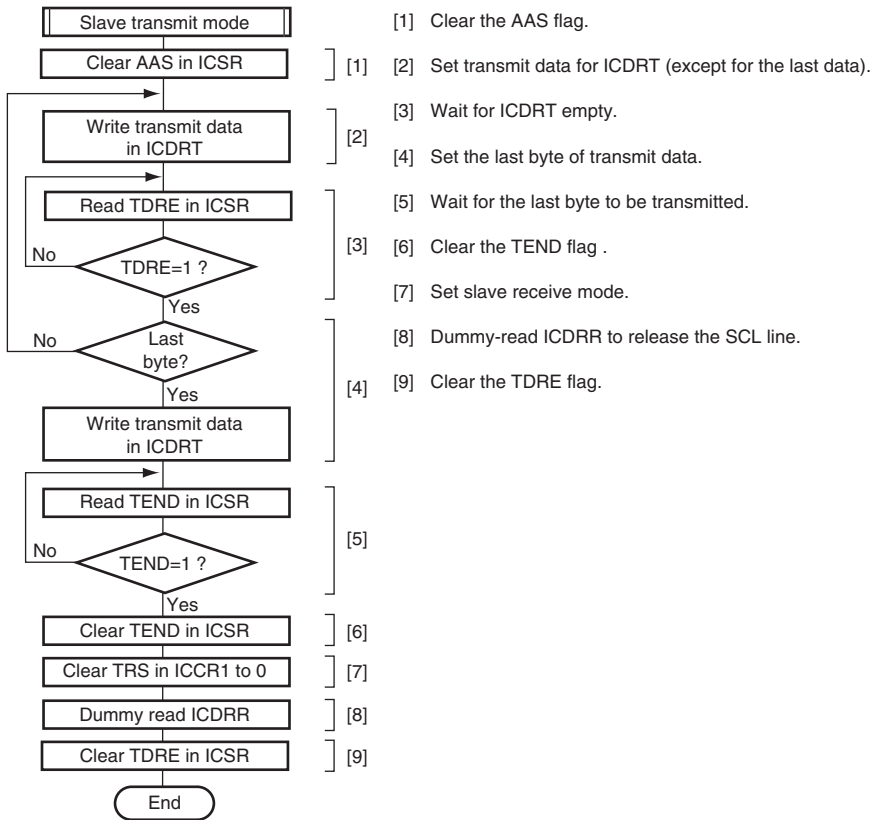 Slave transmit mode
Clear AAS in ICSR
[1]
Write transmit data
in ICDRT
[2]
Read TDRE in ICSR
No
TDRE=1 ?
[3]
Yes
No
Last
byte?
Yes
[4]
Write transmit data
in ICDRT
Read TEND in ICSR
No
TEND=1 ?
[5]
Yes
Clear TEND in ICSR
[6]
Clear TRS in ICCR1 to 0
[7]
Dummy read ICDRR
[8]
Clear TDRE in ICSR
[9]
End
[1] Clear the AAS flag.
[2] Set transmit data for ICDRT (except for the last data).
[3] Wait for ICDRT empty.
[4] Set the last byte of transmit data.
[5] Wait for the last byte to be transmitted.
[6] Clear the TEND flag .
[7] Set slave receive mode.
[8] Dummy-read ICDRR to release the SCL line.
[9] Clear the TDRE flag.